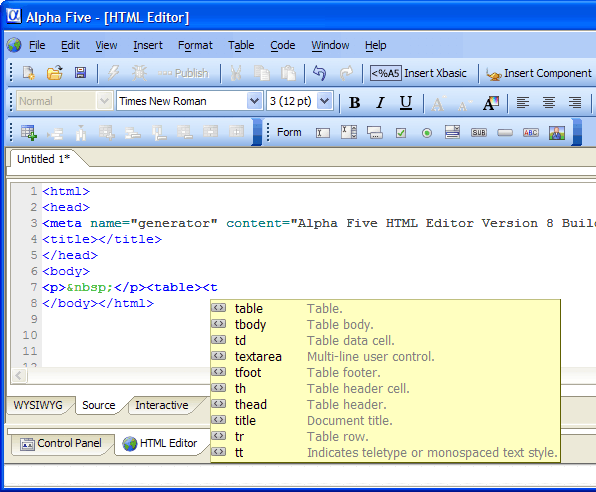 Alpha Five - [HTML Editor]
File Edit View Insert Format Table Code Window Help
Publish <%A5 Insert Xbasic Insert Component
Normal Times New Roman 3 (12 pt) B I U A A A
Form SUB ABC
Untitled 1*
1 <html>
2 <head>
3 <meta name="generator" content="Alpha Five HTML Editor Version 8 Buil
4 <title></title>
5 </head>
6 <body>
7 <p>&nbsp;</p><table><t
8 </body></html>
9
10
11
12
table Table.
tbody Table body.
td Table data cell.
textarea Multi-line user control.
tfoot Table footer.
th Table header cell.
thead Table header.
title Document title.
tr Table row.
tt Indicates teletype or monospaced text style.
WYSIWYG Source Interactive
Control Panel HTML Editor